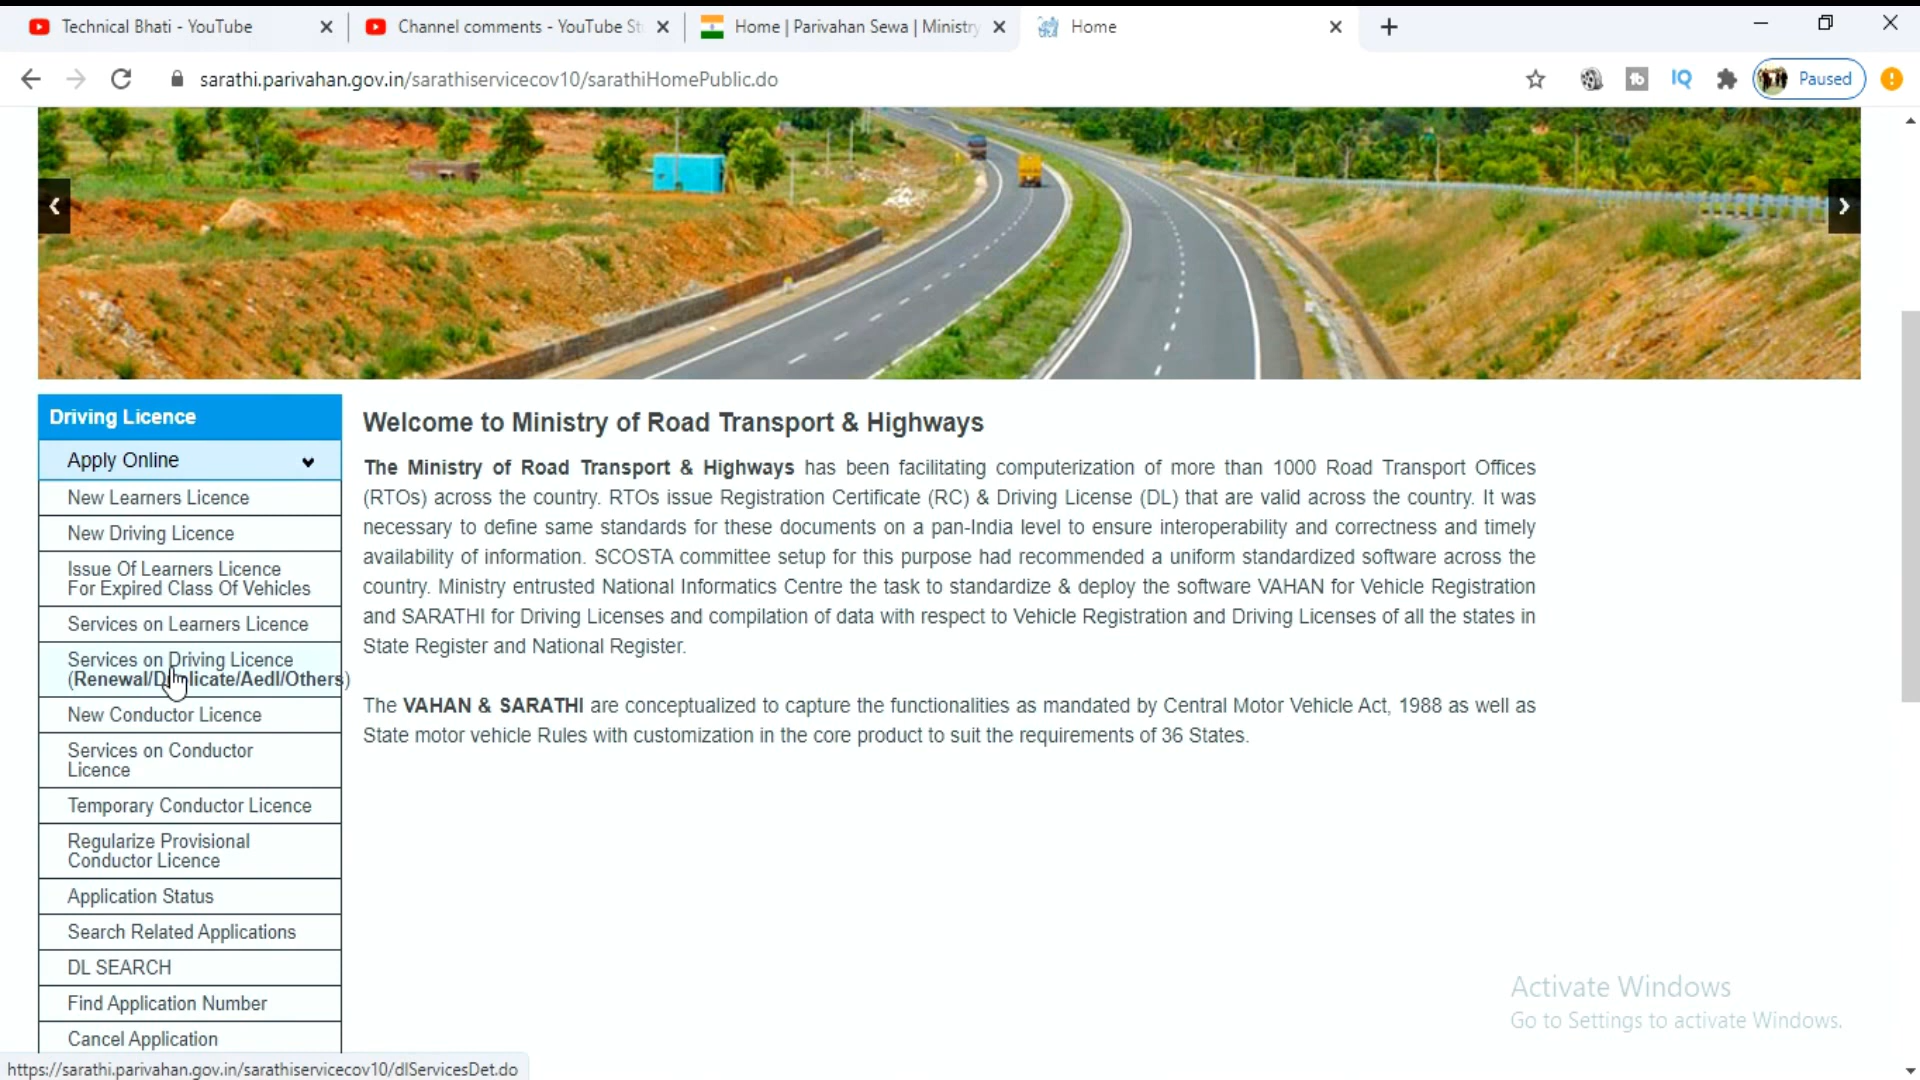 Technical Bhati - YouTube
Channel comments - YouTube St
Home | Parivahan Sewa | Ministry
Home
sarathi.parivahan.gov.in/sarathiservicecov10/sarathiHomePublic.do
IQ
Paused
Driving Licence
Apply Online
New Learners Licence
New Driving Licence
Issue Of Learners Licence
For Expired Class Of Vehicles
Services on Learners Licence
Services on Driving Licence
(Renewal/Duplicate/Aedl/Others)
New Conductor Licence
Services on Conductor
Licence
Temporary Conductor Licence
Regularize Provisional
Conductor Licence
Application Status
Search Related Applications
DL SEARCH
Find Application Number
Cancel Application
Welcome to Ministry of Road Transport & Highways
The Ministry of Road Transport & Highways has been facilitating computerization of more than 1000 Road Transport Offices
(RTOs) across the country. RTOs issue Registration Certificate (RC) & Driving License (DL) that are valid across the country. It was
necessary to define same standards for these documents on a pan-India level to ensure interoperability and correctness and timely
availability of information. SCOSTA committee setup for this purpose had recommended a uniform standardized software across the
country. Ministry entrusted National Informatics Centre the task to standardize & deploy the software VAHAN for Vehicle Registration
and SARATHI for Driving Licenses and compilation of data with respect to Vehicle Registration and Driving Licenses of all the states in
State Register and National Register.
The VAHAN & SARATHI are conceptualized to capture the functionalities as mandated by Central Motor Vehicle Act, 1988 as well as
State motor vehicle Rules with customization in the core product to suit the requirements of 36 States.
Activate Windows
Go to Settings to activate Windows.
https://sarathi.parivahan.gov.in/sarathiservicecov10/dlServicesDet.do